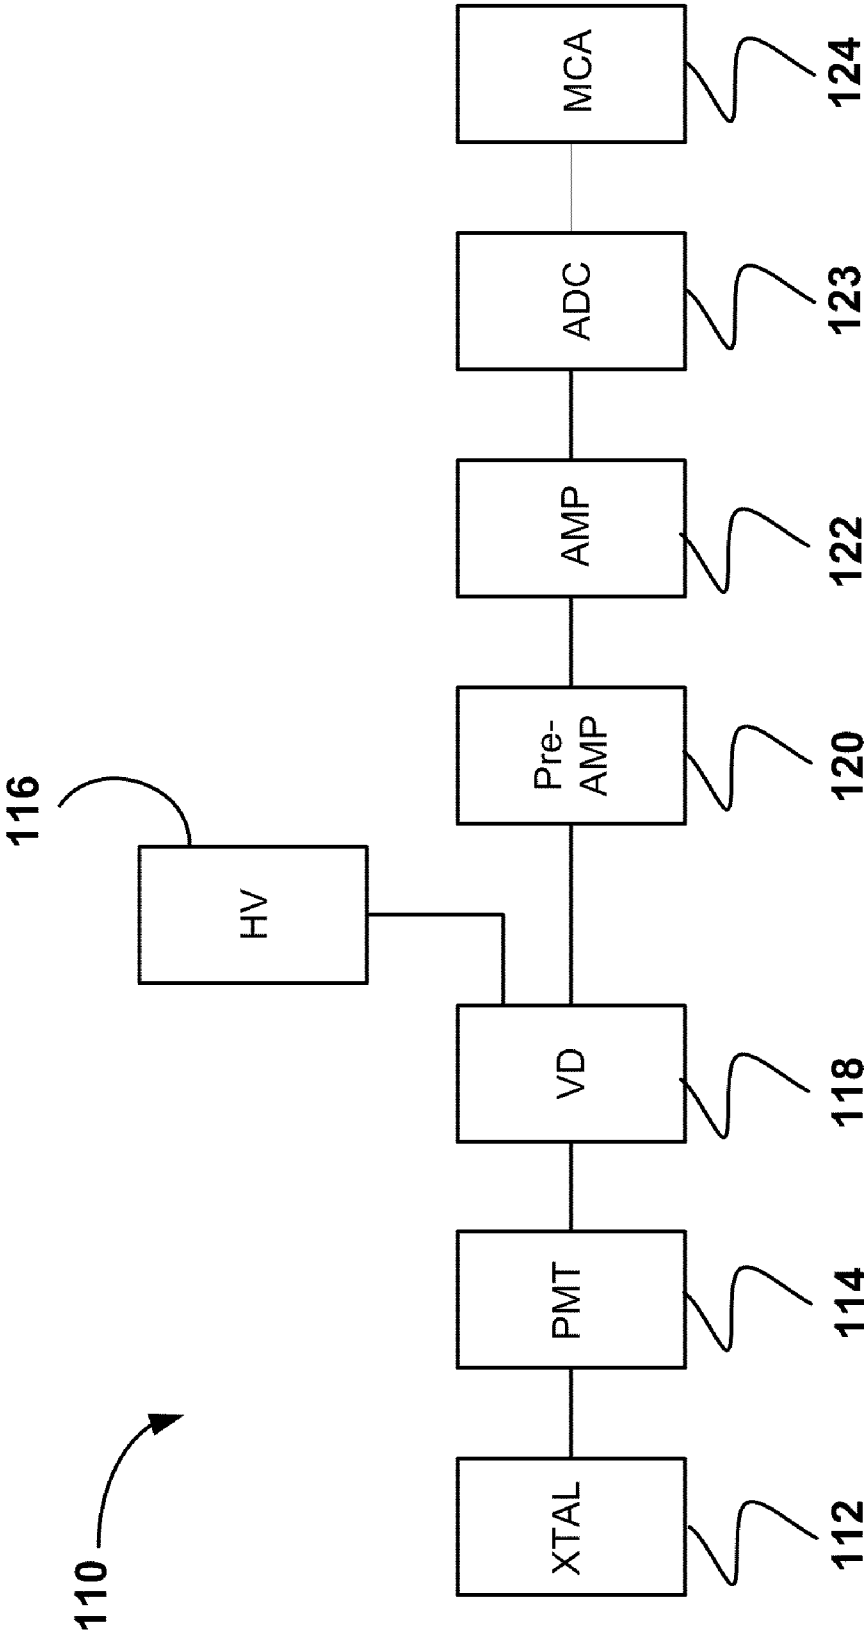 110
116
HV
XTAL
PMT
VD
Pre-
AMP
AMP
ADC
MCA
112
114
118
120
122
123
124